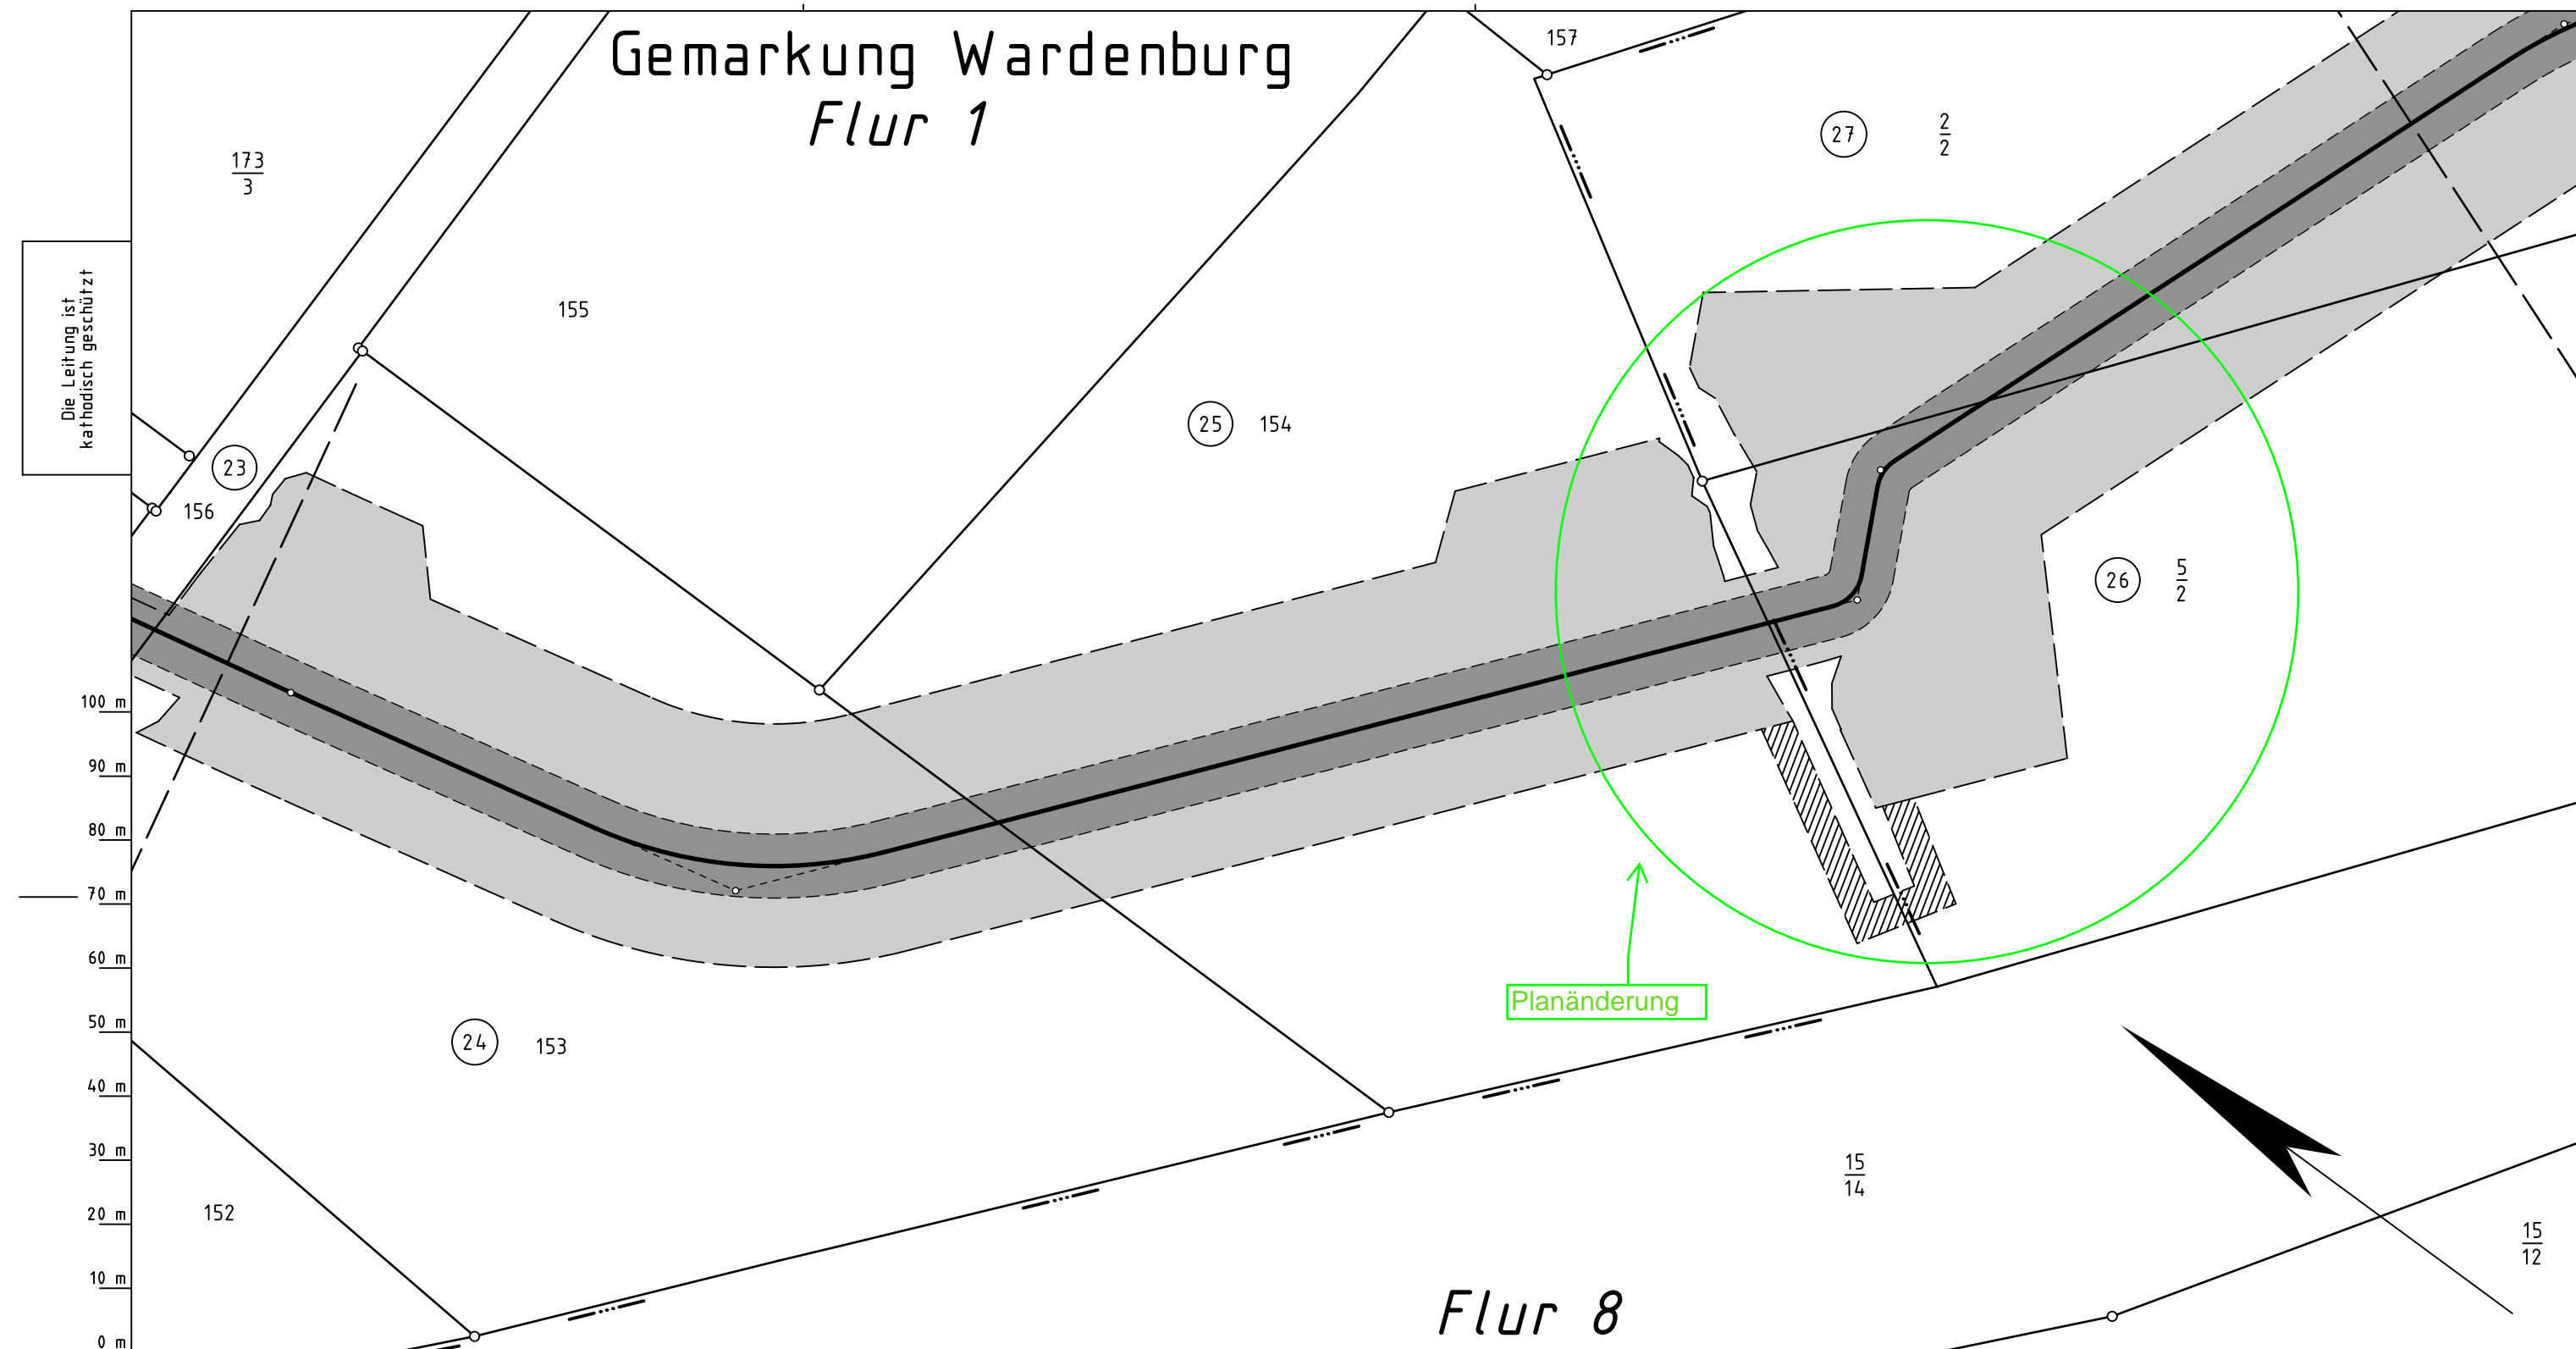 Gemarkung Wardenburg
Flur 1
157
27
2
2
173
3
155
Die Leitung ist
kathodisch geschützt
25
154
23
156
26
5
2
100 m
90 m
80 m
70 m
60 m
50 m
40 m
30 m
20 m
10 m
0 m
Planänderung
24
153
152
15
14
15
12
Flur 8